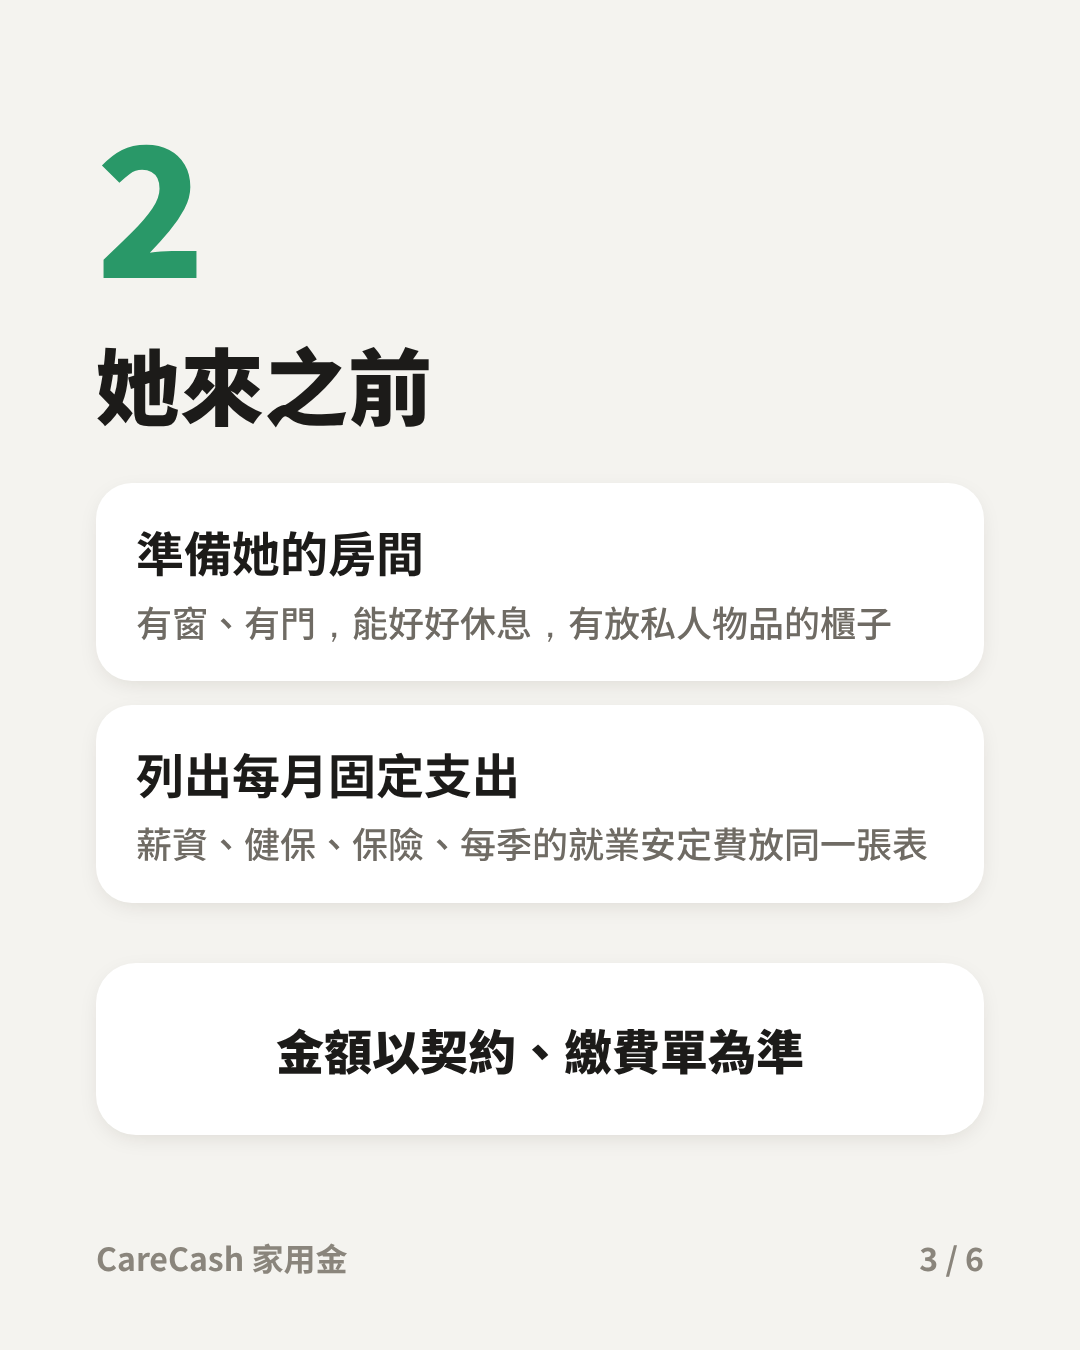 2
她來之前
準備她的房間
有窗、有門，能好好休息，有放私人物品的櫃子
列出每月固定支出
薪資、健保、保險、每季的就業安定費放同一張表
金額以契約、繳費單為準
CareCash 家用金
3 / 6